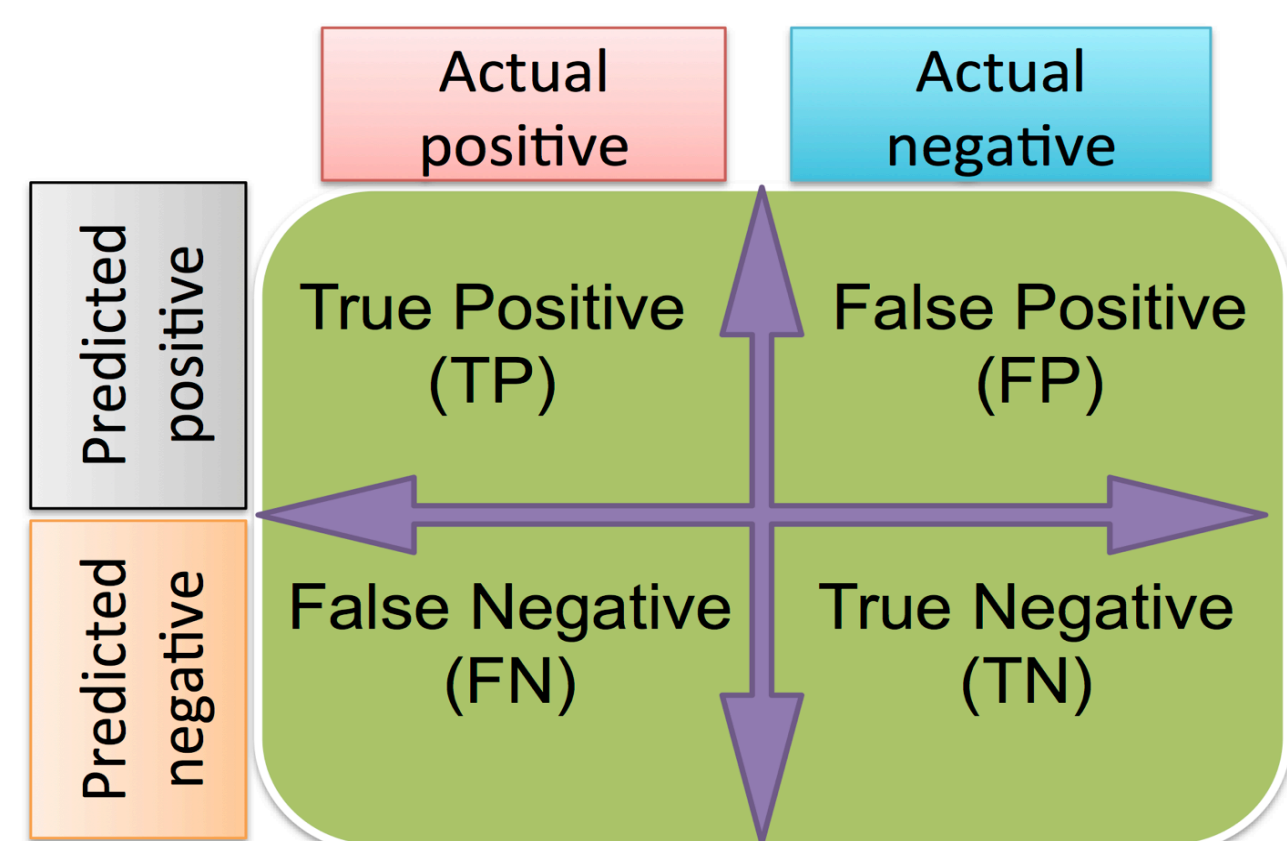 Actual
positive
Actual
negative
Predicted
positive
True Positive
(TP)
False Positive
(FP)
Predicted
negative
False Negative
(FN)
True Negative
(TN)